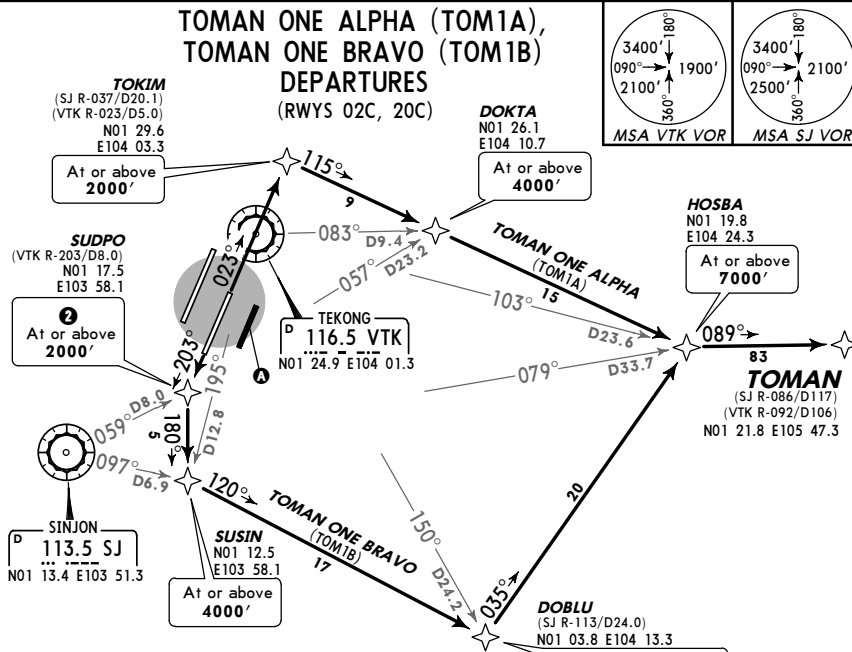 TOMAN ONE ALPHA (TOM1A),
TOMAN ONE BRAVO (TOM1B)
DEPARTURES
(RWYS 02C, 20C)
180°
3400'
090°
1900'
2100'
360°
MSA VTK VOR
180°
3400'
090°
2100'
2500'
360°
MSA SJ VOR
TOKIM
(SJ R-037/D20.1)
(VTK R-023/D5.0)
N01 29.6
E104 03.3
At or above
2000'
DOKTA
N01 26.1
E104 10.7
At or above
4000'
115°
9
HOSBA
N01 19.8
E104 24.3
At or above
7000'
SUDPO
(VTK R-203/D8.0)
N01 17.5
E103 58.1
2
At or above
2000'
023°
083°
D9.4
057°
D23.2
TOMAN ONE ALPHA
(TOM1A)
15
103°
D23.6
TEKONG
D 116.5 VTK
N01 24.9 E104 01.3
A
203°
195°
D12.8
079°
D33.7
089°
83
TOMAN
(SJ R-086/D117)
(VTK R-092/D106)
N01 21.8 E105 47.3
059°
D8.0
180°
5
097°
D6.9
SINJON
D 113.5 SJ
N01 13.4 E103 51.3
SUSIN
N01 12.5
E103 58.1
At or above
4000'
120°
TOMAN ONE BRAVO
(TOM1B)
17
150°
D24.2
20
035°
DOBLU
(SJ R-113/D24.0)
N01 03.8 E104 13.3